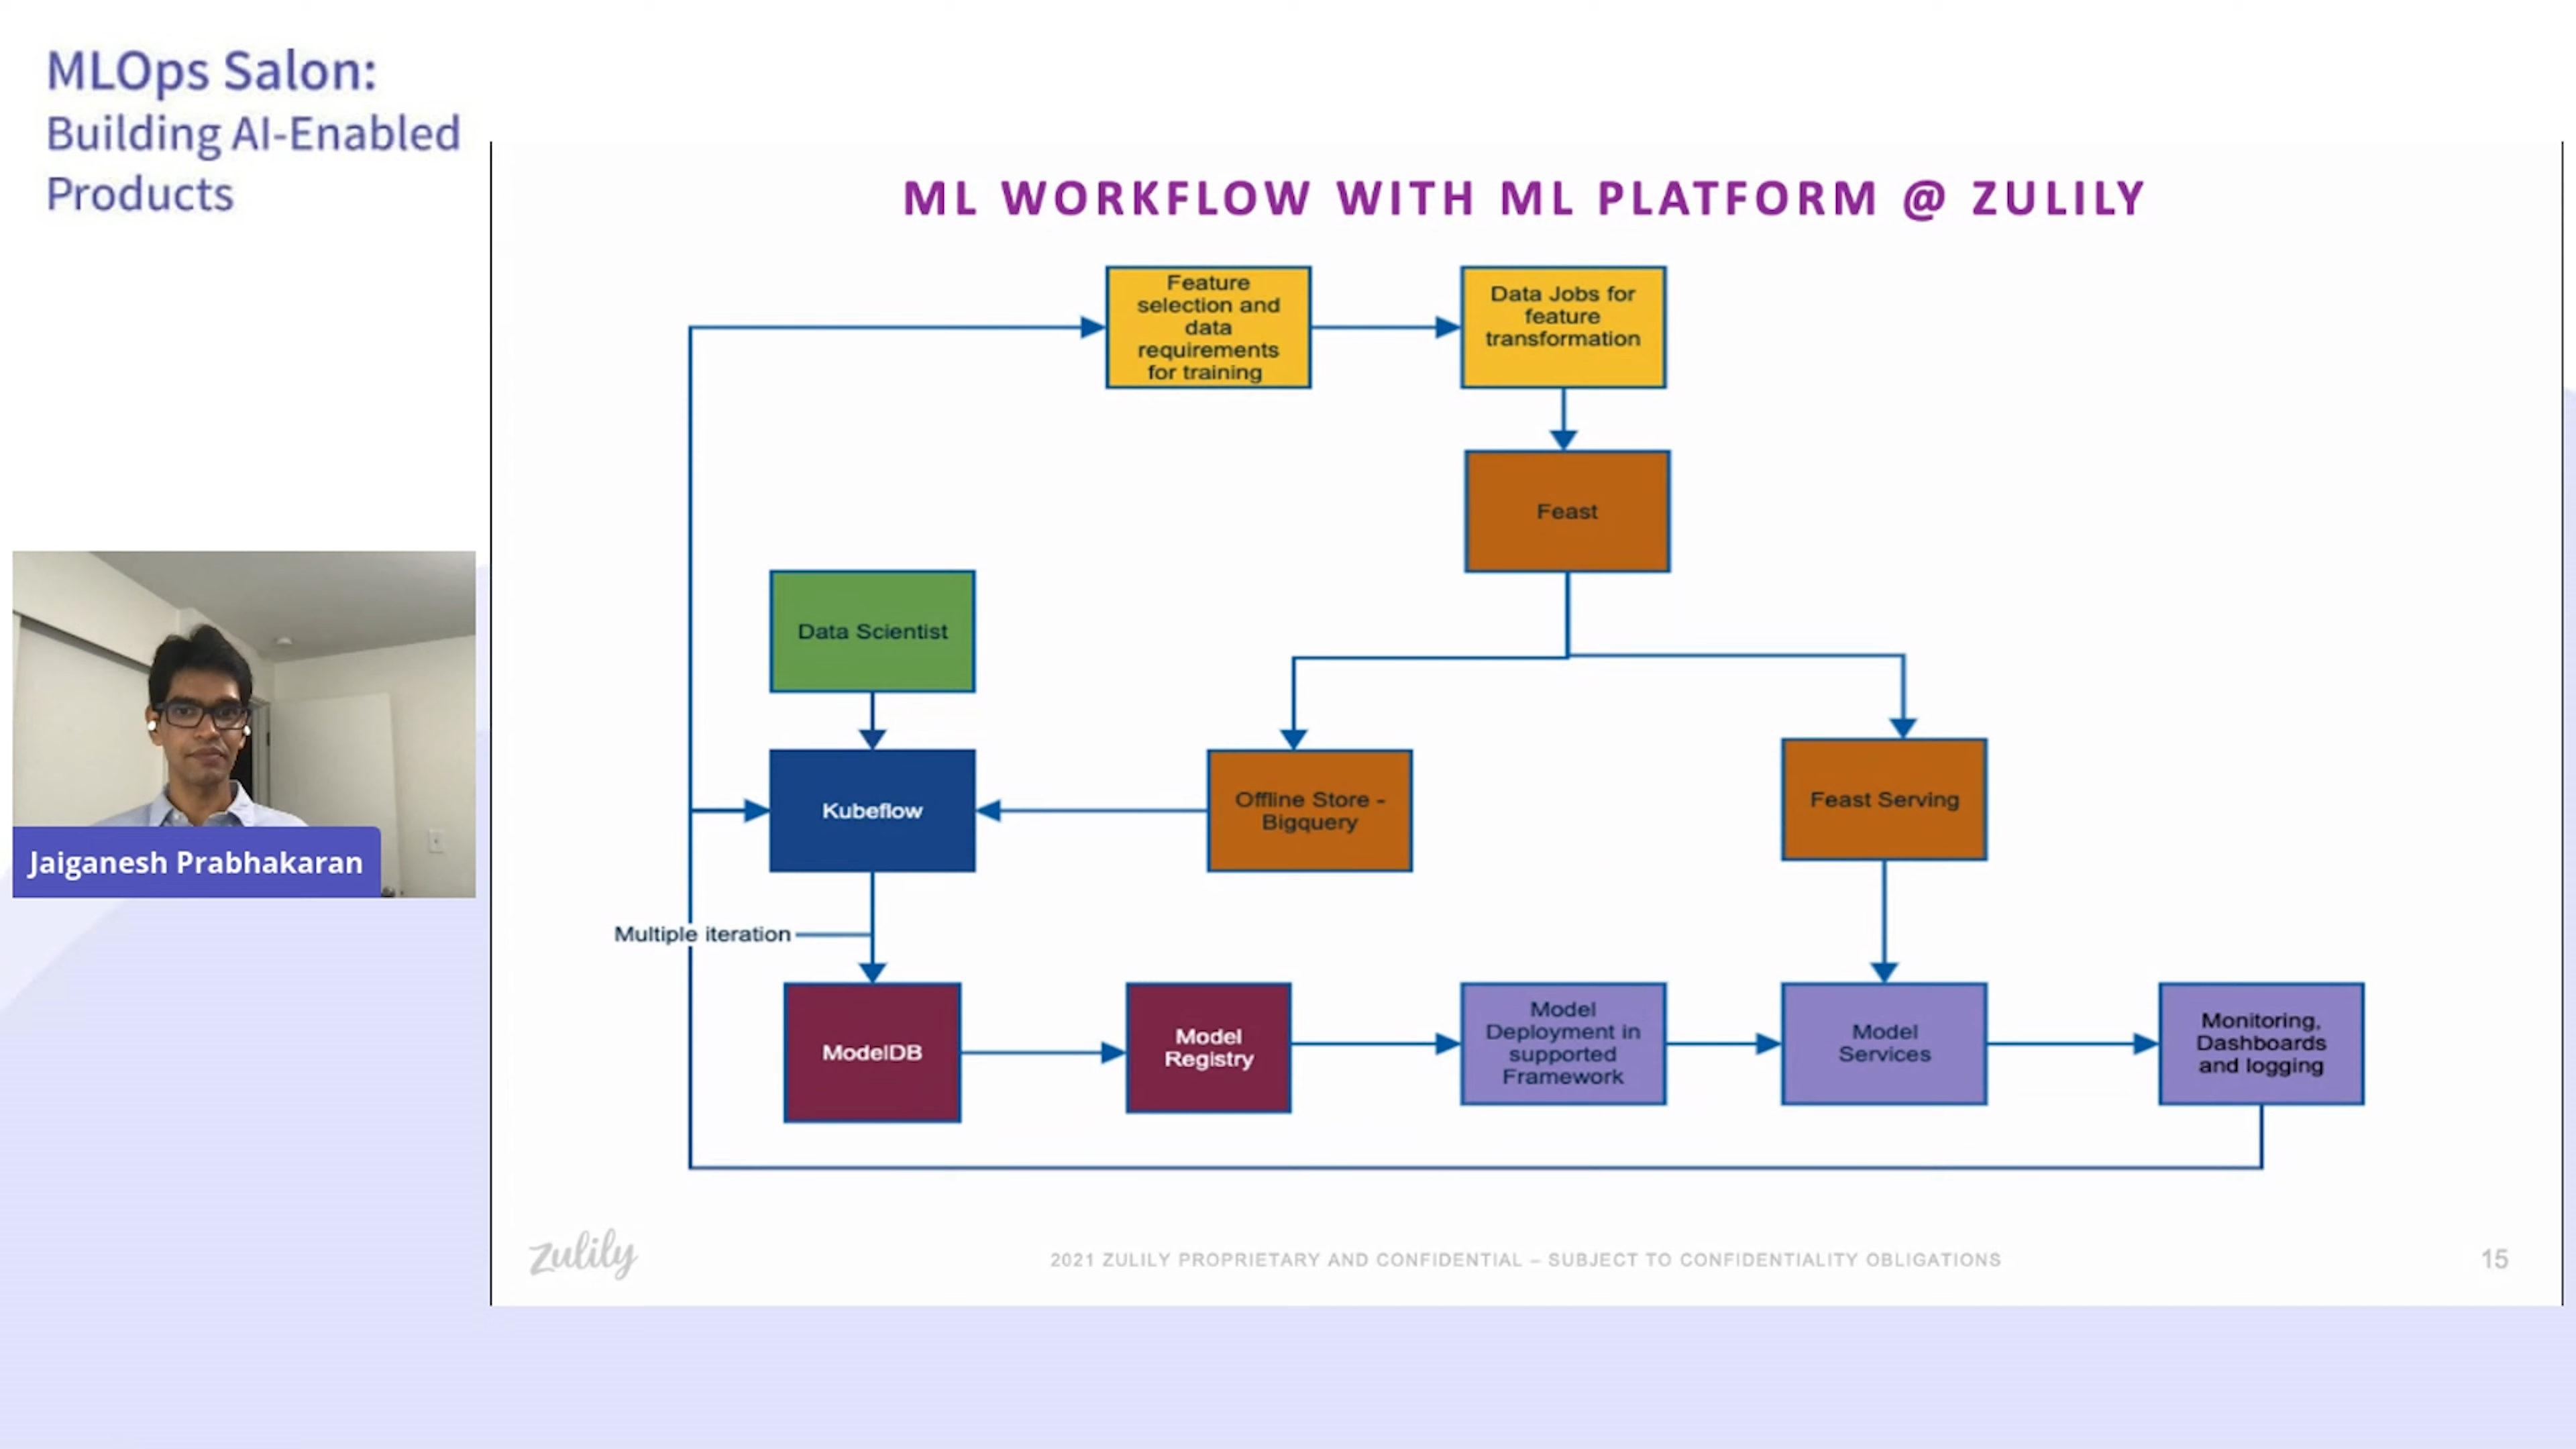 MLOps Salon:
Building AI-Enabled
Products
ML WORKFLOW WITH ML PLATFORM @ ZULILY
Feature
selection and
data
requirements
for training
Data Jobs for
feature
transformation
Feast
Data Scientist
Kubeflow
Offline Store -
Bigquery
Feast Serving
Jaiganesh Prabhakaran
Multiple iteration
ModelDB
Model
Registry
Model
Deployment in
supported
Framework
Model
Services
Monitoring,
Dashboards
and logging
zulily
2021 ZULILY PROPRIETARY AND CONFIDENTIAL – SUBJECT TO CONFIDENTIALITY OBLIGATIONS
15